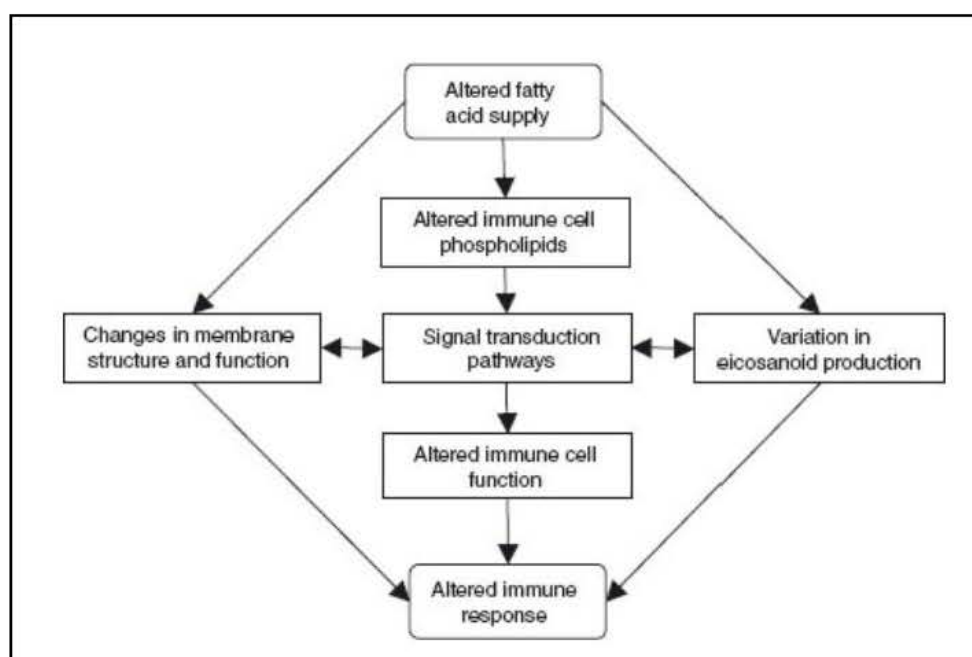 Altered fatty
acid supply
Altered immune cell
phospholipids
Changes in membrane
structure and function
Signal transduction
pathways
Variation in
eicosanoid production
Altered immune cell
function
Altered immune
response